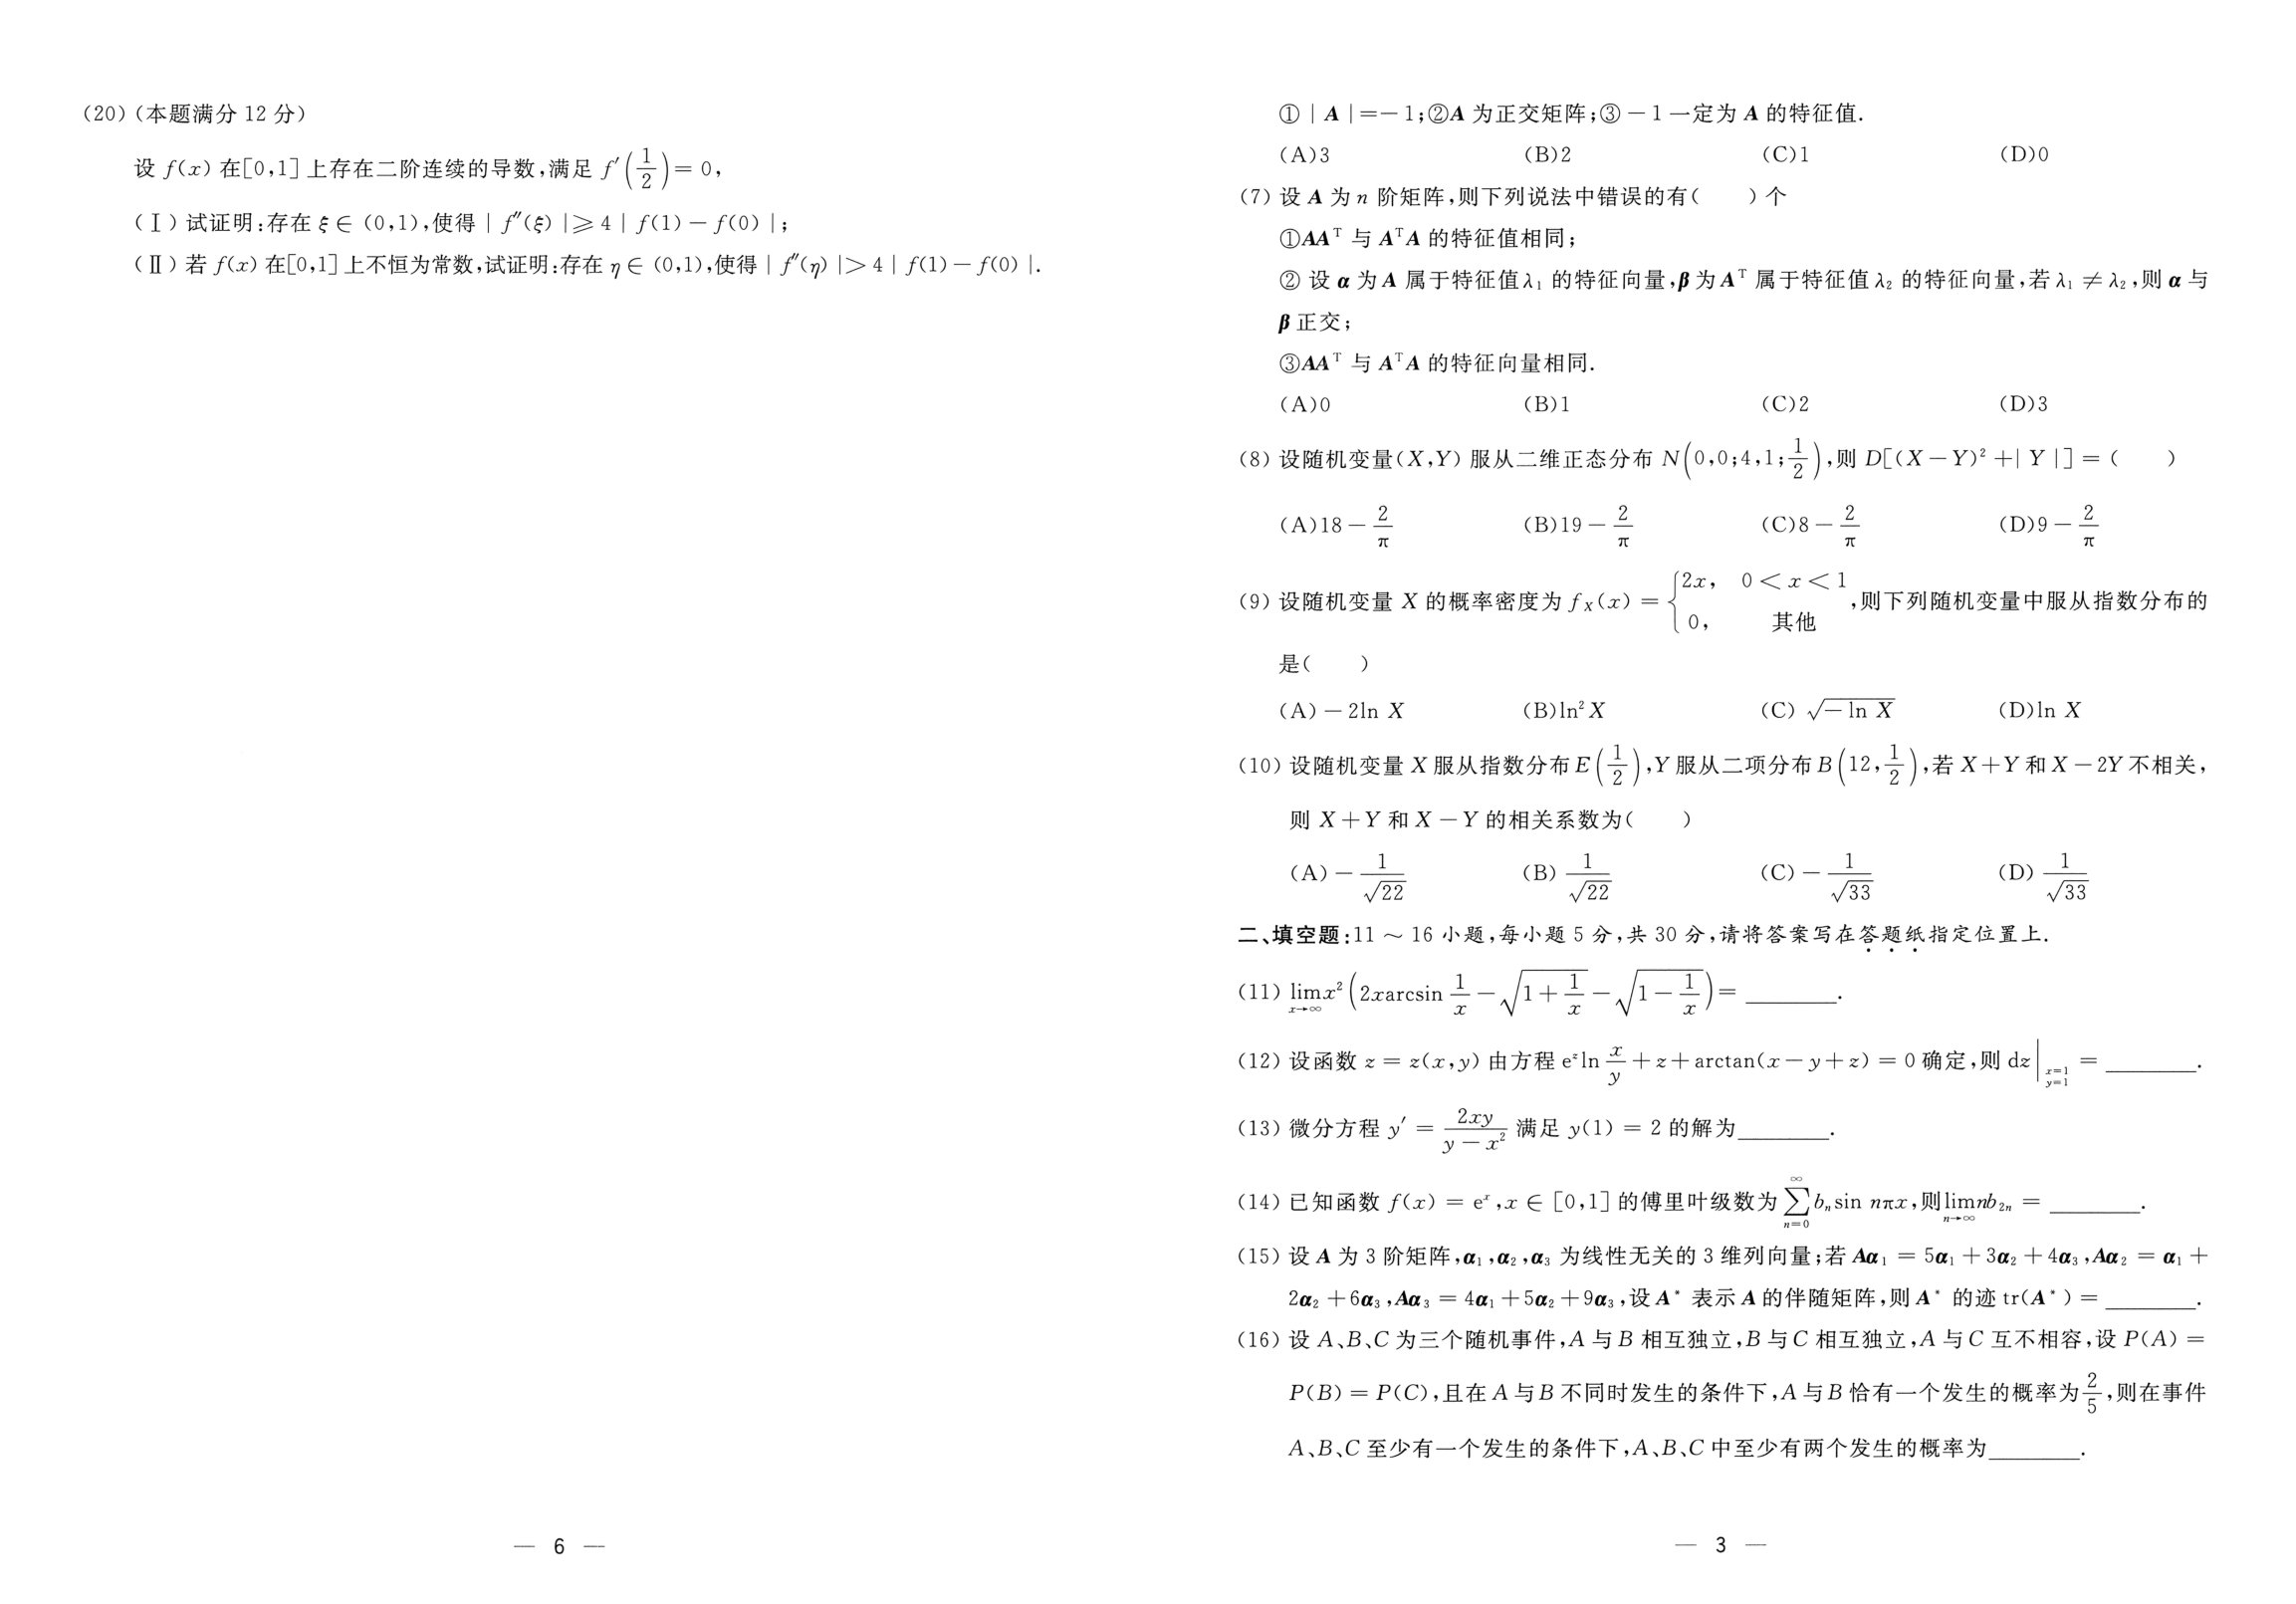 (20)(本题满分 12 分)
设 f(x) 在[0,1] 上存在二阶连续的导数,满足 f′(1/2)= 0,
(Ⅰ) 试证明:存在 ξ ∈ (0,1),使得 | f″(ξ) |⩾ 4 | f(1) − f(0) |;
(Ⅱ) 若 f(x) 在[0,1] 上不恒为常数,试证明:存在 η ∈ (0,1),使得 | f″(η) |> 4 | f(1) − f(0) |.
— 6 —
① | A |=− 1;②A 为正交矩阵;③ − 1 一定为 A 的特征值.
(A)3 (B)2 (C)1 (D)0
(7) 设 A 为 n 阶矩阵,则下列说法中错误的有(  ) 个
①AAᵀ 与 AᵀA 的特征值相同;
② 设 α 为 A 属于特征值 λ₁ 的特征向量,β 为 Aᵀ 属于特征值 λ₂ 的特征向量,若 λ₁ ≠ λ₂,则 α 与
β 正交;
③AAᵀ 与 AᵀA 的特征向量相同.
(A)0 (B)1 (C)2 (D)3
(8) 设随机变量(X,Y) 服从二维正态分布 N(0,0;4,1;1/2),则 D[(X − Y)² +| Y |] = (  )
(A)18 − 2/π (B)19 − 2/π (C)8 − 2/π (D)9 − 2/π
(9) 设随机变量 X 的概率密度为 f_X(x) = {2x, 0 < x < 1; 0, 其他,则下列随机变量中服从指数分布的
是(  )
(A) − 2ln X (B)ln² X (C) √(− ln X) (D)ln X
(10) 设随机变量 X 服从指数分布 E(1/2),Y 服从二项分布 B(12,1/2),若 X + Y 和 X − 2Y 不相关,
则 X + Y 和 X − Y 的相关系数为(  )
(A) − 1/√22 (B) 1/√22 (C) − 1/√33 (D) 1/√33
二、填空题:11 ～ 16 小题,每小题 5 分,共 30 分,请将答案写在答题纸指定位置上.
(11) lim_{x→∞} x²(2xarcsin 1/x − √(1 + 1/x) − √(1 − 1/x)) = ________.
(12) 设函数 z = z(x,y) 由方程 e^z ln x/y + z + arctan(x − y + z) = 0 确定,则 dz|_{x=1, y=1} = ________.
(13) 微分方程 y′ = 2xy/(y − x²) 满足 y(1) = 2 的解为________.
(14) 已知函数 f(x) = e^x,x ∈ [0,1] 的傅里叶级数为 ∑_{n=0}^{∞} b_n sin nπx,则 lim_{n→∞} nb_{2n} = ________.
(15) 设 A 为 3 阶矩阵,α₁,α₂,α₃ 为线性无关的 3 维列向量;若 Aα₁ = 5α₁ + 3α₂ + 4α₃,Aα₂ = α₁ +
2α₂ + 6α₃,Aα₃ = 4α₁ + 5α₂ + 9α₃,设 A* 表示 A 的伴随矩阵,则 A* 的迹 tr(A*) = ________.
(16) 设 A、B、C 为三个随机事件,A 与 B 相互独立,B 与 C 相互独立,A 与 C 互不相容,设 P(A) =
P(B) = P(C),且在 A 与 B 不同时发生的条件下,A 与 B 恰有一个发生的概率为 2/5,则在事件
A、B、C 至少有一个发生的条件下,A、B、C 中至少有两个发生的概率为________.
— 3 —